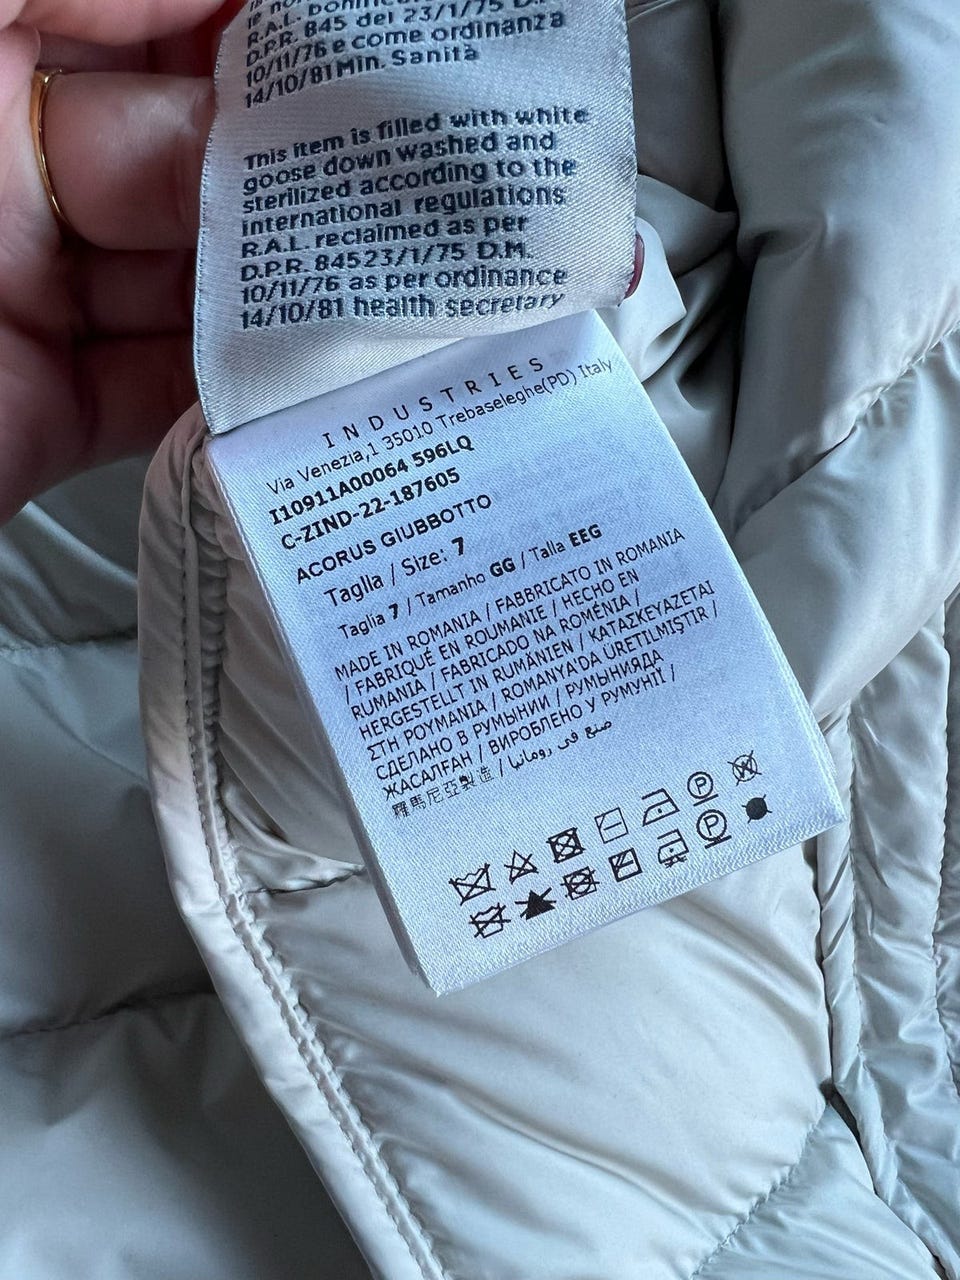 R.A.L. bonific
D.P.R. 845 del 23/1/75 D.
10/11/76 e come ordinanza
14/10/81 Min. Sanità
This item is filled with white
goose down washed and
sterilized according to the
international regulations
R.A.L. reclaimed as per
D.P.R. 84523/1/75 D.M.
10/11/76 as per ordinance
14/10/81 health secretary
INDUSTRIES
Via Venezia,1 35010 Trebaseleghe(PD) Italy
I10911A00064 596LQ
C-ZIND-22-187605
ACORUS GIUBBOTTO
Taglia / Size: 7
Taglia 7 / Tamanho GG / Talla EEG
MADE IN ROMANIA / FABBRICATO IN ROMANIA
/ FABRIQUÉ EN ROUMANIE / HECHO EN
RUMANIA / FABRICADO NA ROMÉNIA /
HERGESTELLT IN RUMÄNIEN / ΚΑΤΑΣΚΕΥΑΖΕΤΑΙ
ΣΤΗ ΡΟΥΜΑΝΙΑ / ROMANYA'DA ÜRETILMIŞTIR /
СДЕЛАНО В РУМЫНИИ / РУМЫНИЯДА
ЖАСАЛҒАН / ВИРОБЛЕНО У РУМУНІЇ /
羅馬尼亞製造 / صنع في رومانيا